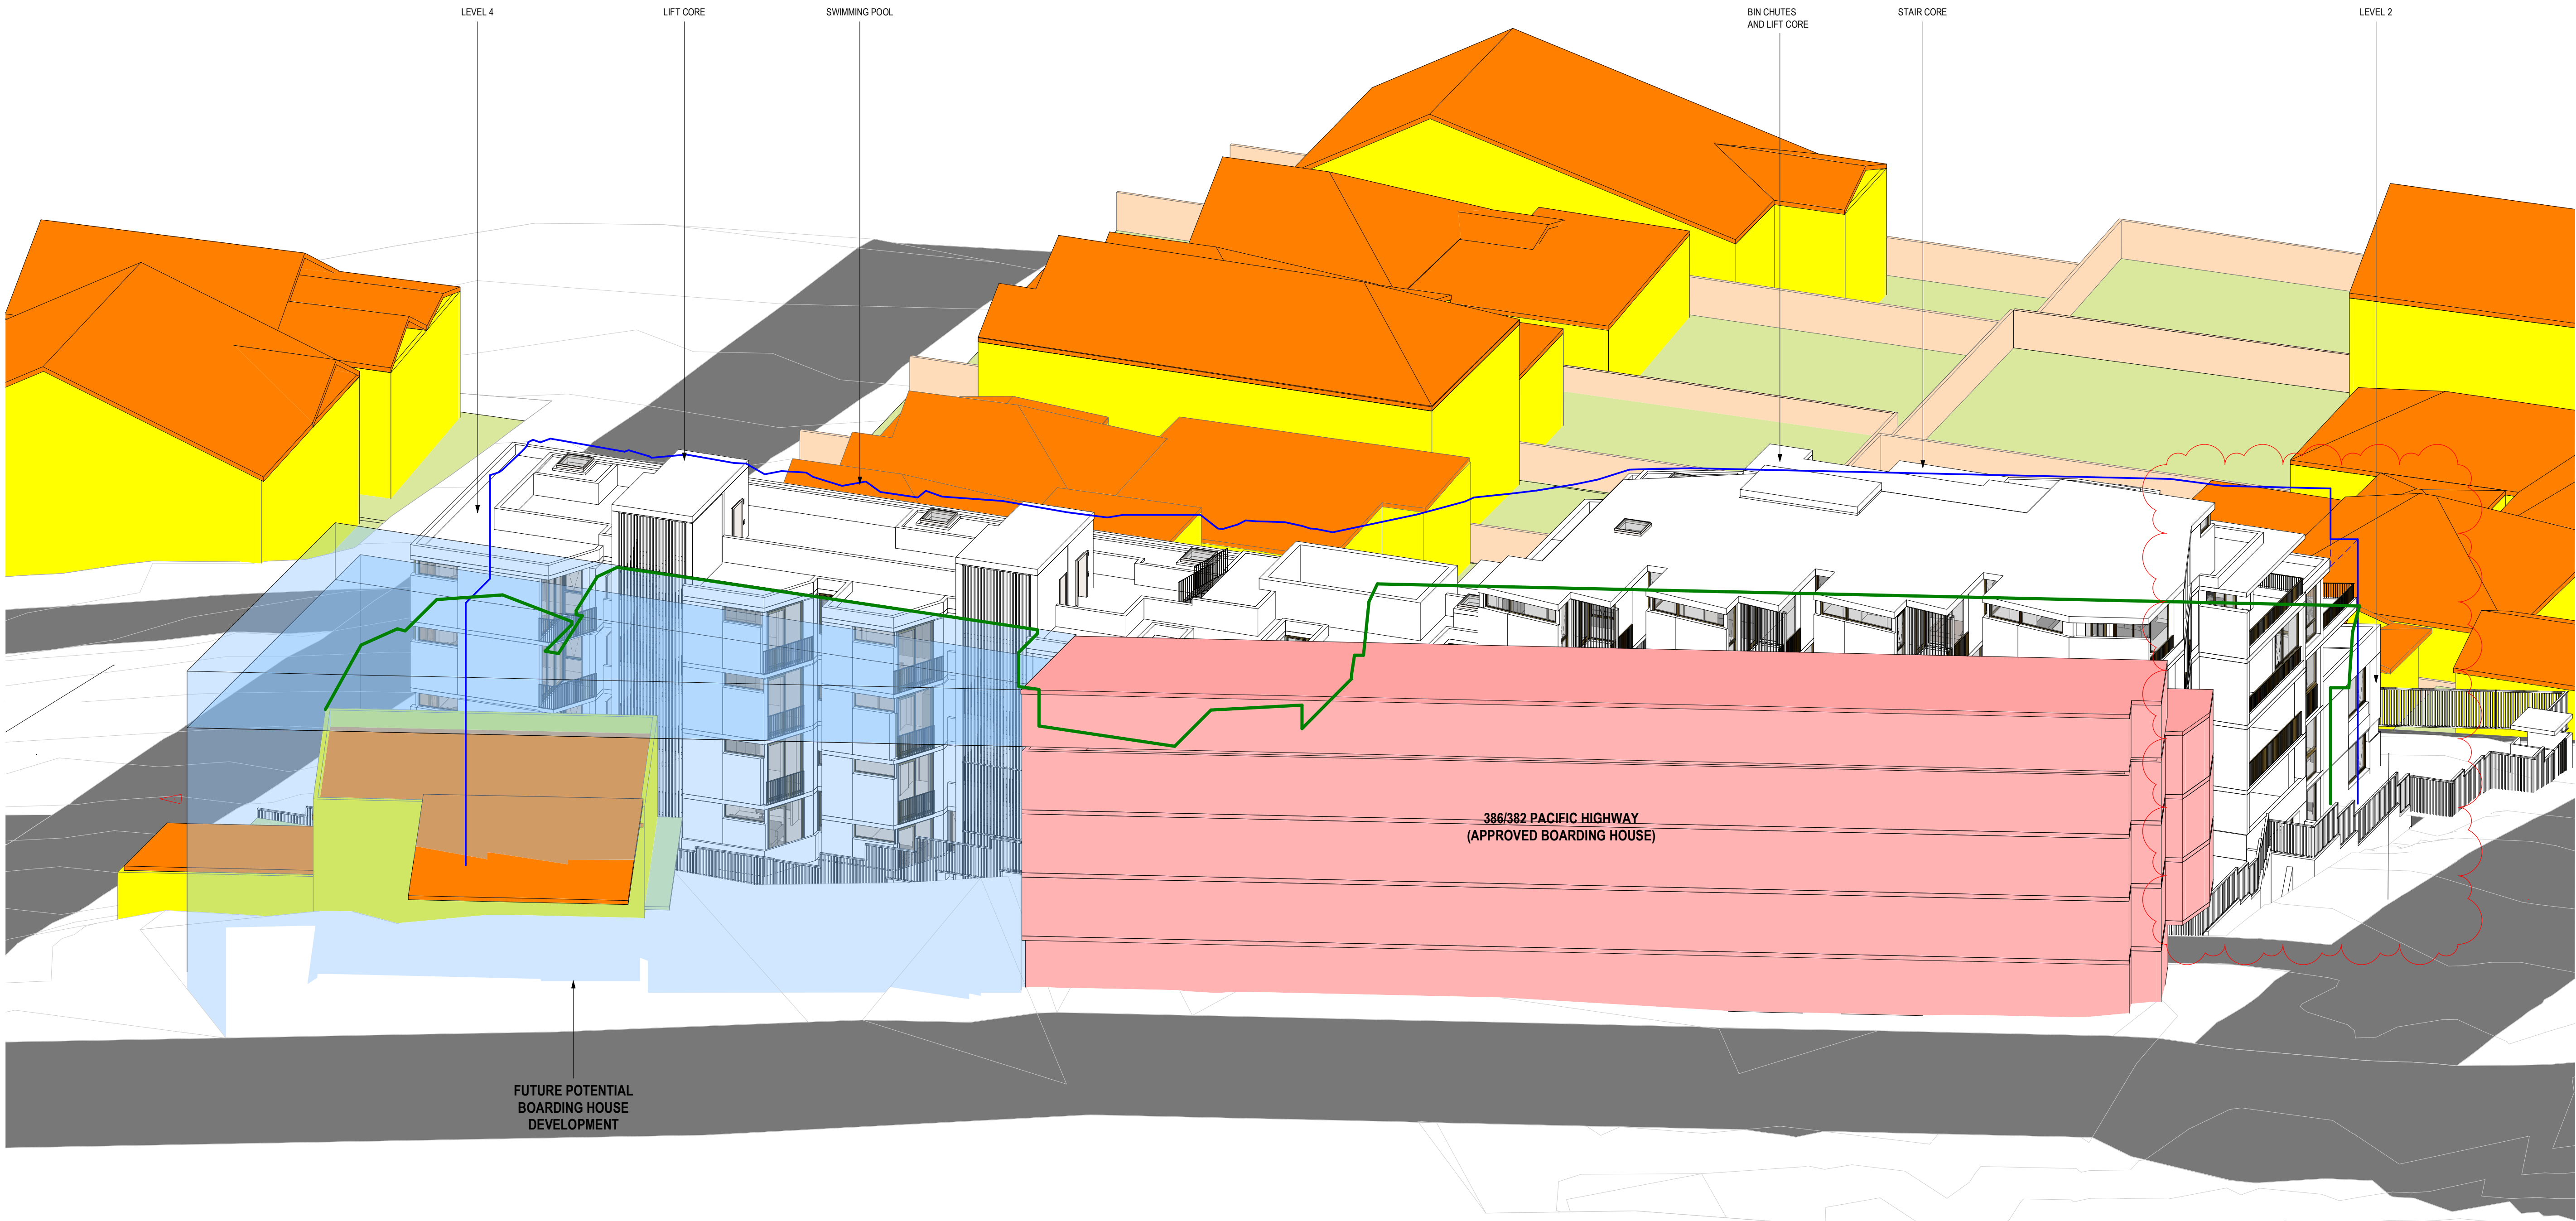 LEVEL 4
LIFT CORE
SWIMMING POOL
BIN CHUTES
AND LIFT CORE
STAIR CORE
LEVEL 2
386/382 PACIFIC HIGHWAY
(APPROVED BOARDING HOUSE)
FUTURE POTENTIAL
BOARDING HOUSE
DEVELOPMENT